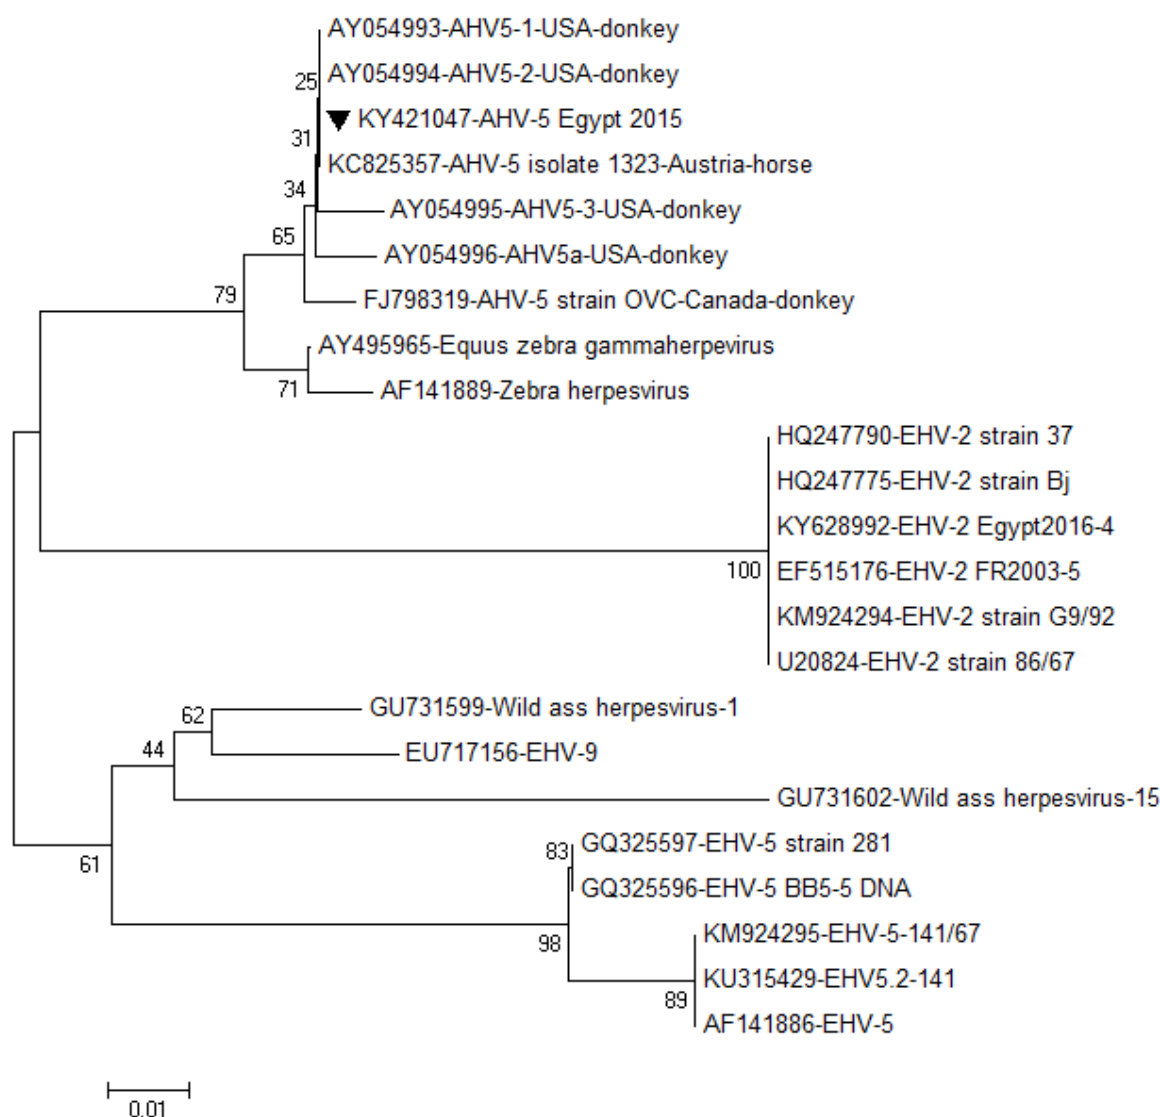 AY054993-AHV5-1-USA-donkey
25
AY054994-AHV5-2-USA-donkey
KY421047-AHV-5 Egypt 2015
31
KC825357-AHV-5 isolate 1323-Austria-horse
34
AY054995-AHV5-3-USA-donkey
65
AY054996-AHV5a-USA-donkey
79
FJ798319-AHV-5 strain OVC-Canada-donkey
AY495965-Equus zebra gammaherpevirus
71
AF141889-Zebra herpesvirus
HQ247790-EHV-2 strain 37
HQ247775-EHV-2 strain Bj
KY628992-EHV-2 Egypt2016-4
100
EF515176-EHV-2 FR2003-5
KM924294-EHV-2 strain G9/92
U20824-EHV-2 strain 86/67
62
GU731599-Wild ass herpesvirus-1
44
EU717156-EHV-9
GU731602-Wild ass herpesvirus-15
61
83
GQ325597-EHV-5 strain 281
GQ325596-EHV-5 BB5-5 DNA
98
KM924295-EHV-5-141/67
KU315429-EHV5.2-141
89
AF141886-EHV-5
0.01